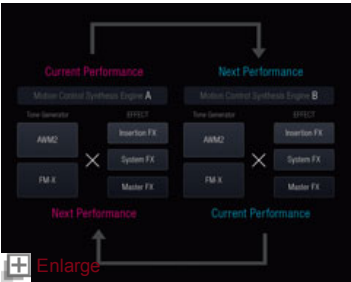 Current Performance
Next Performance
Motion Control Synthesis Engine A
Motion Control Synthesis Engine B
Tone Generator
EFFECT
Tone Generator
EFFECT
AWM2
Insertion FX
AWM2
Insertion FX
System FX
System FX
FM-X
Master FX
FM-X
Master FX
Next Performance
Current Performance
Enlarge